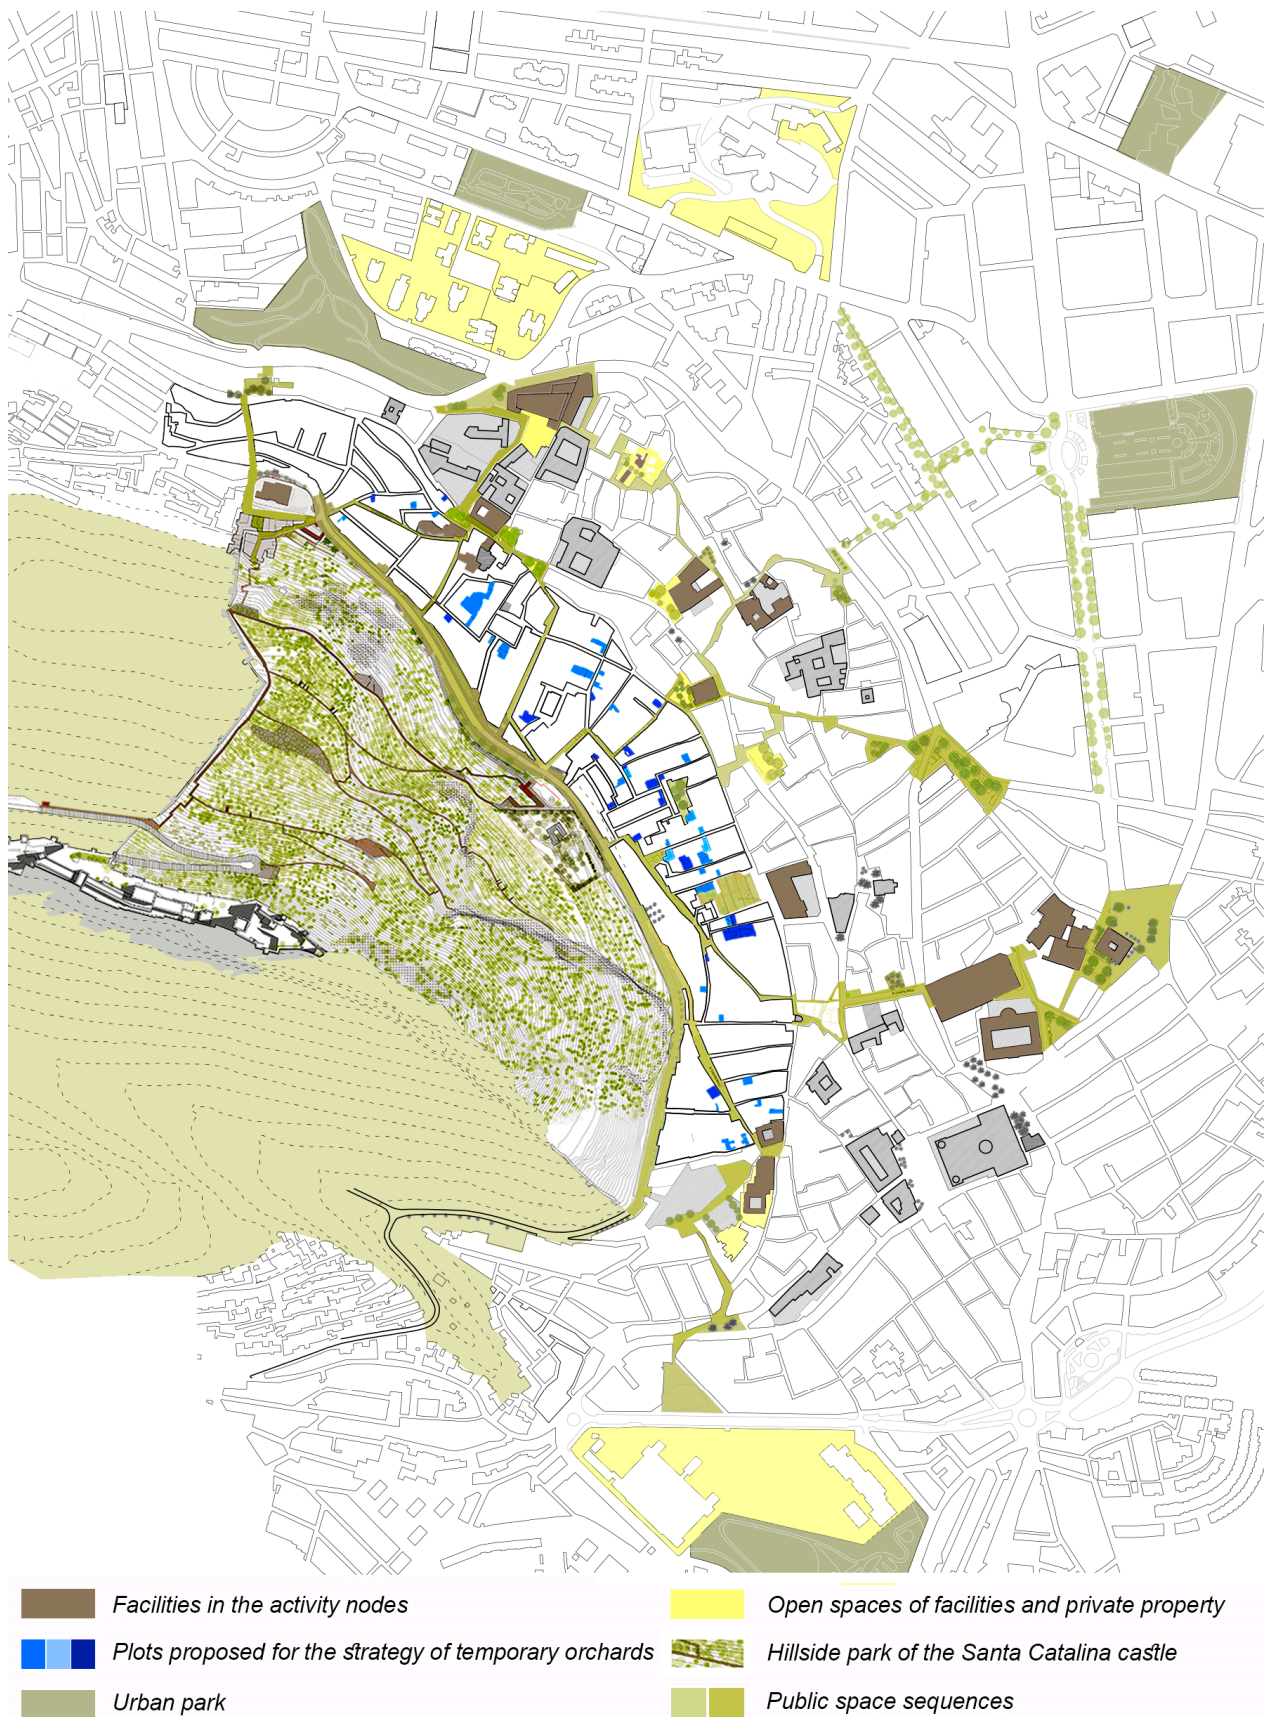 Facilities in the activity nodes
Open spaces of facilities and private property
Plots proposed for the strategy of temporary orchards
Hillside park of the Santa Catalina castle
Urban park
Public space sequences